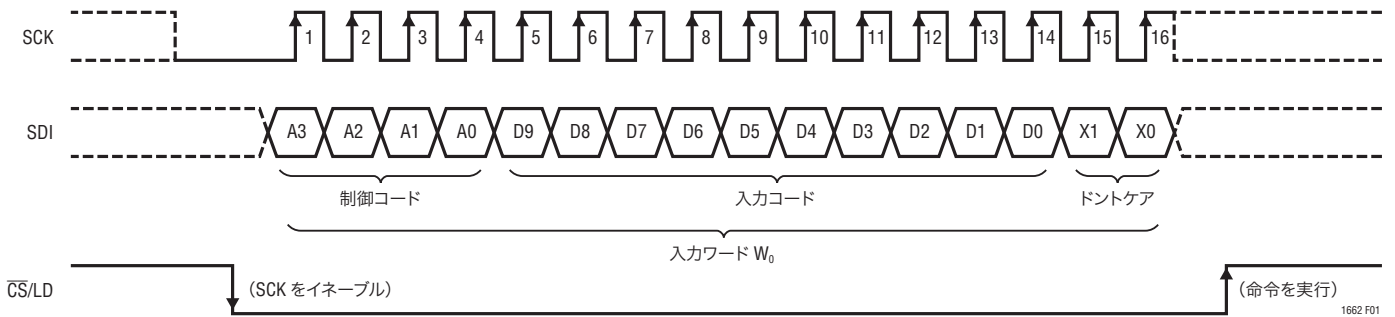 SCK 1 2 3 4 5 6 7 8 9 10 11 12 13 14 15 16
SDI A3 A2 A1 A0 D9 D8 D7 D6 D5 D4 D3 D2 D1 D0 X1 X0
制御コード 入力コード ドントケア
入力ワード W₀
C̅S̅/LD (SCK をイネーブル) (命令を実行)
1662 F01